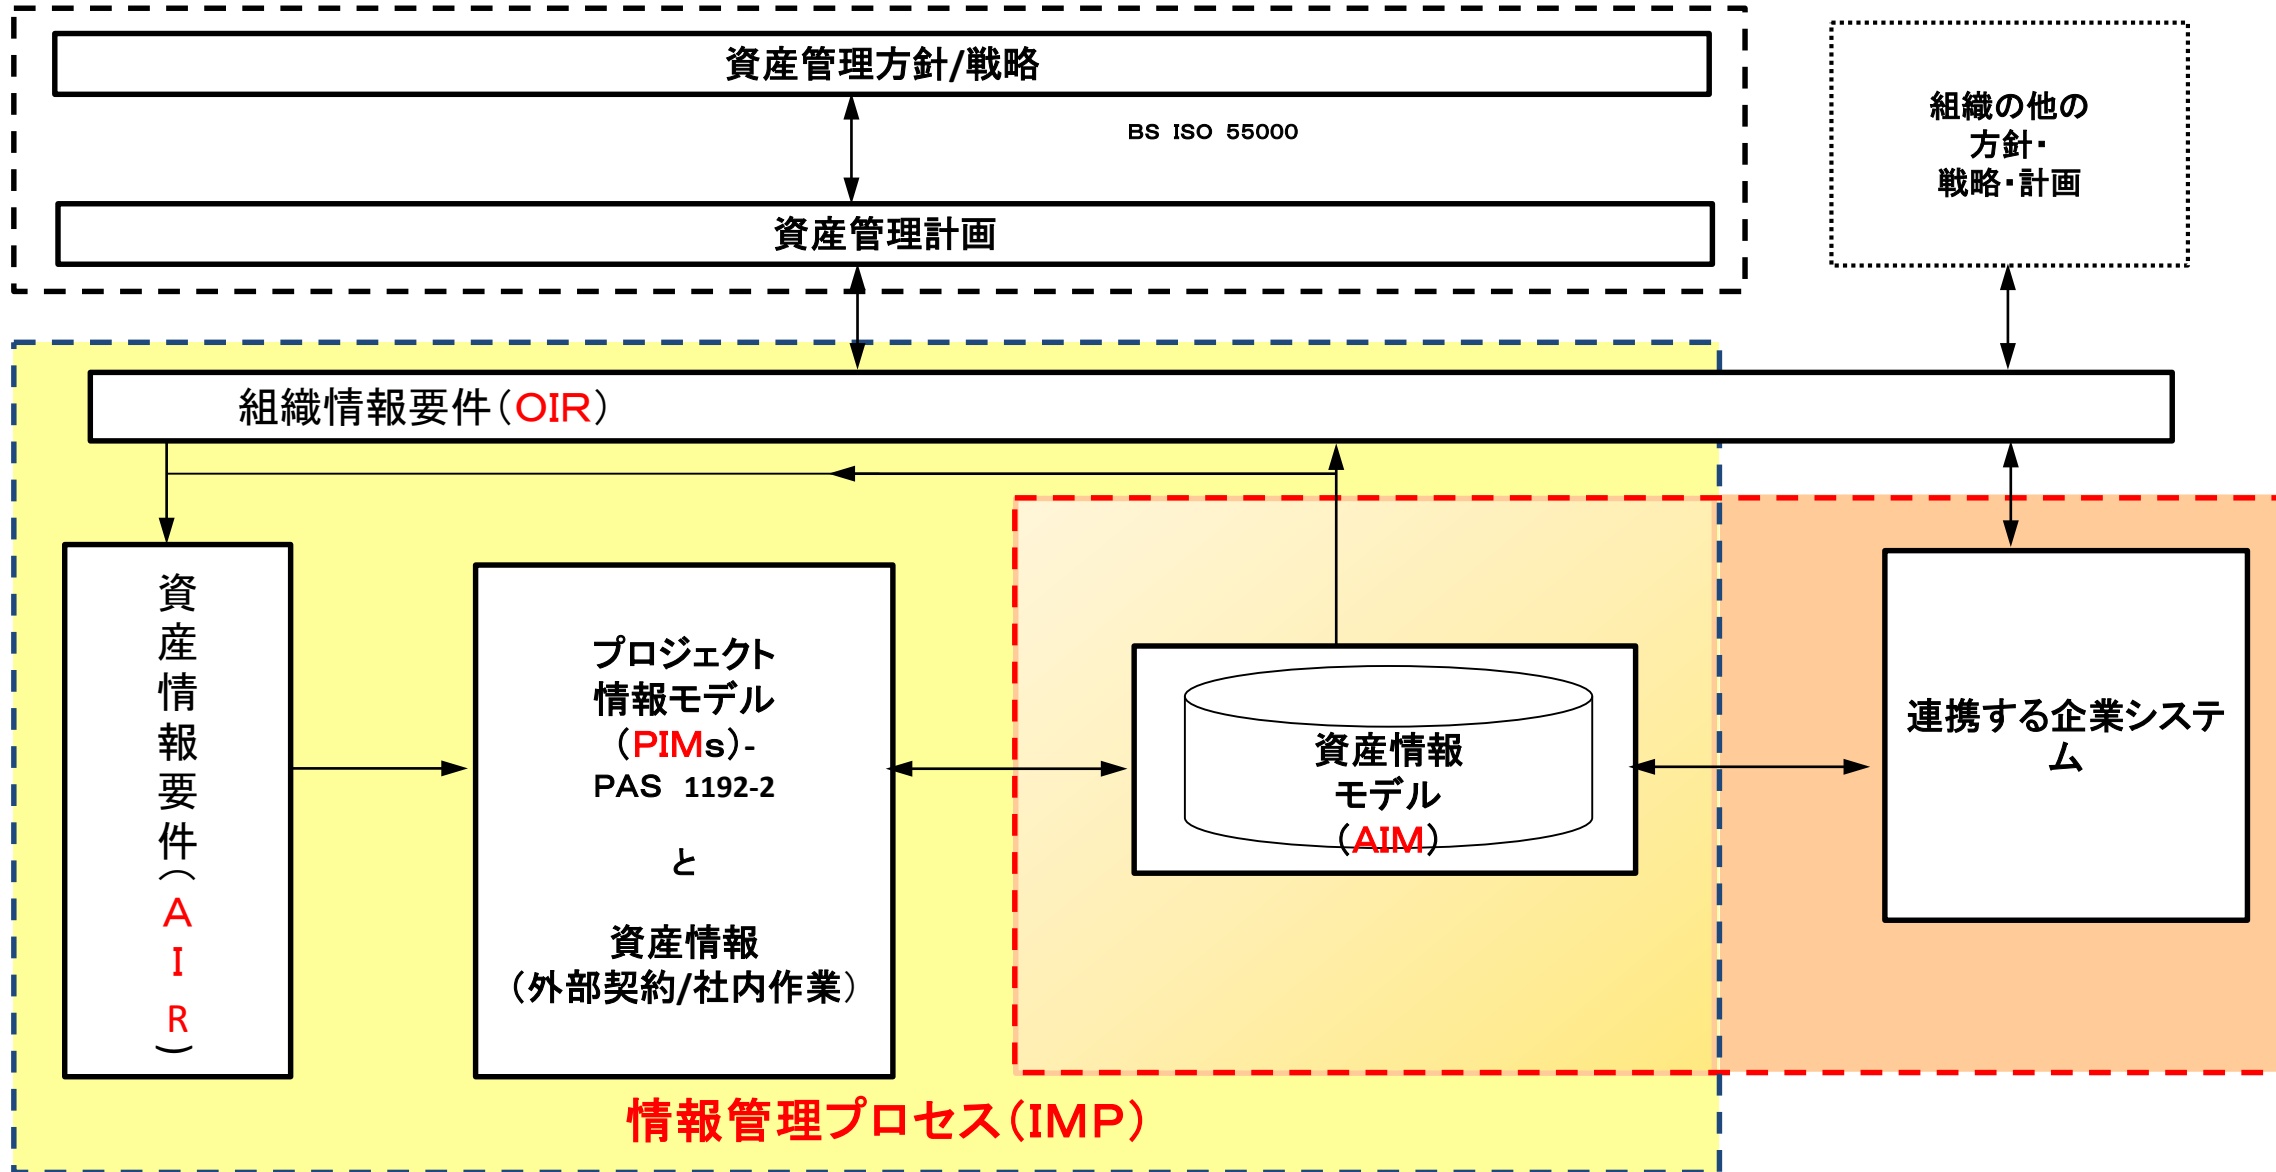 資産管理方針/戦略
BS ISO 55000
資産管理計画
組織の他の
方針・
戦略・計画
組織情報要件(OIR)
資産情報要件(AIR)
プロジェクト
情報モデル
(PIMs)-
PAS 1192-2
と
資産情報
(外部契約/社内作業)
資産情報
モデル
(AIM)
連携する企業システ
ム
情報管理プロセス(IMP)